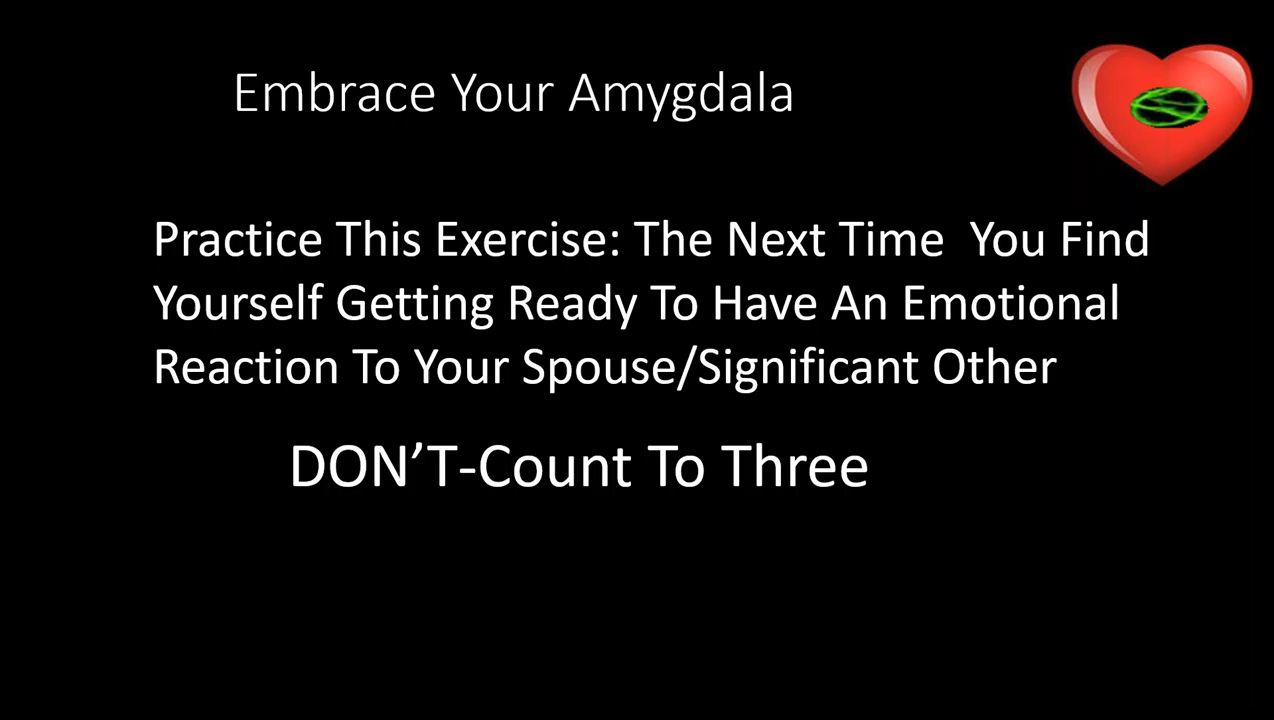 Embrace Your Amygdala
Practice This Exercise: The Next Time  You Find
Yourself Getting Ready To Have An Emotional
Reaction To Your Spouse/Significant Other
DON’T-Count To Three